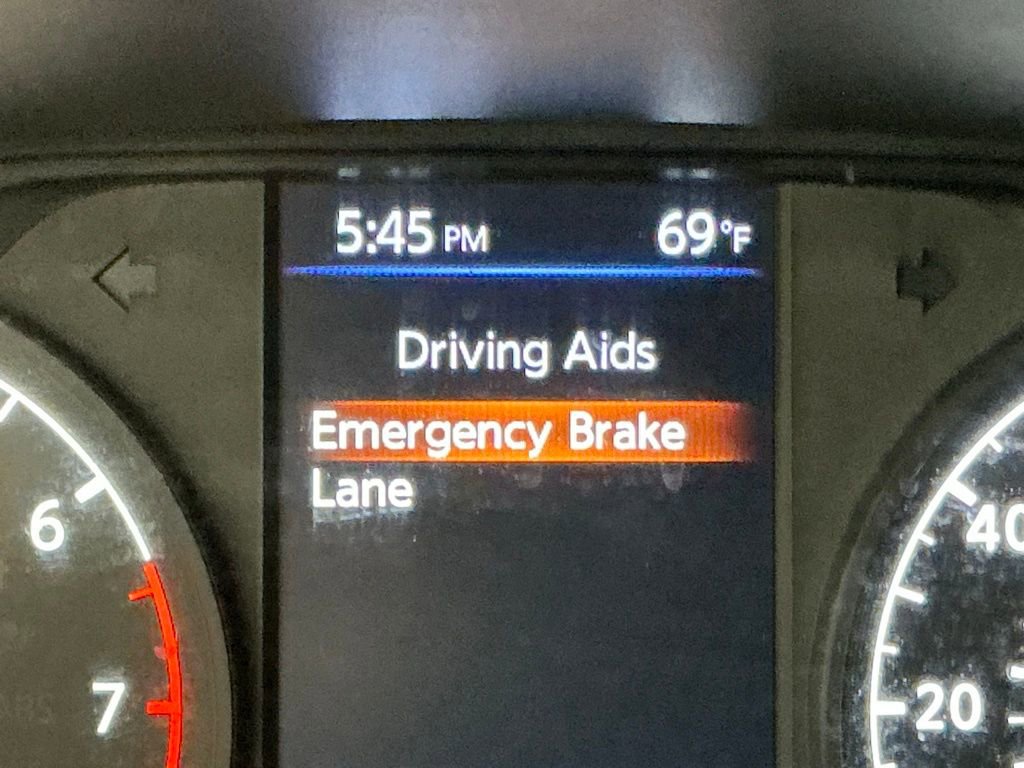 5:45 PM 69°F
Driving Aids
Emergency Brake
Lane
6
40
7
20